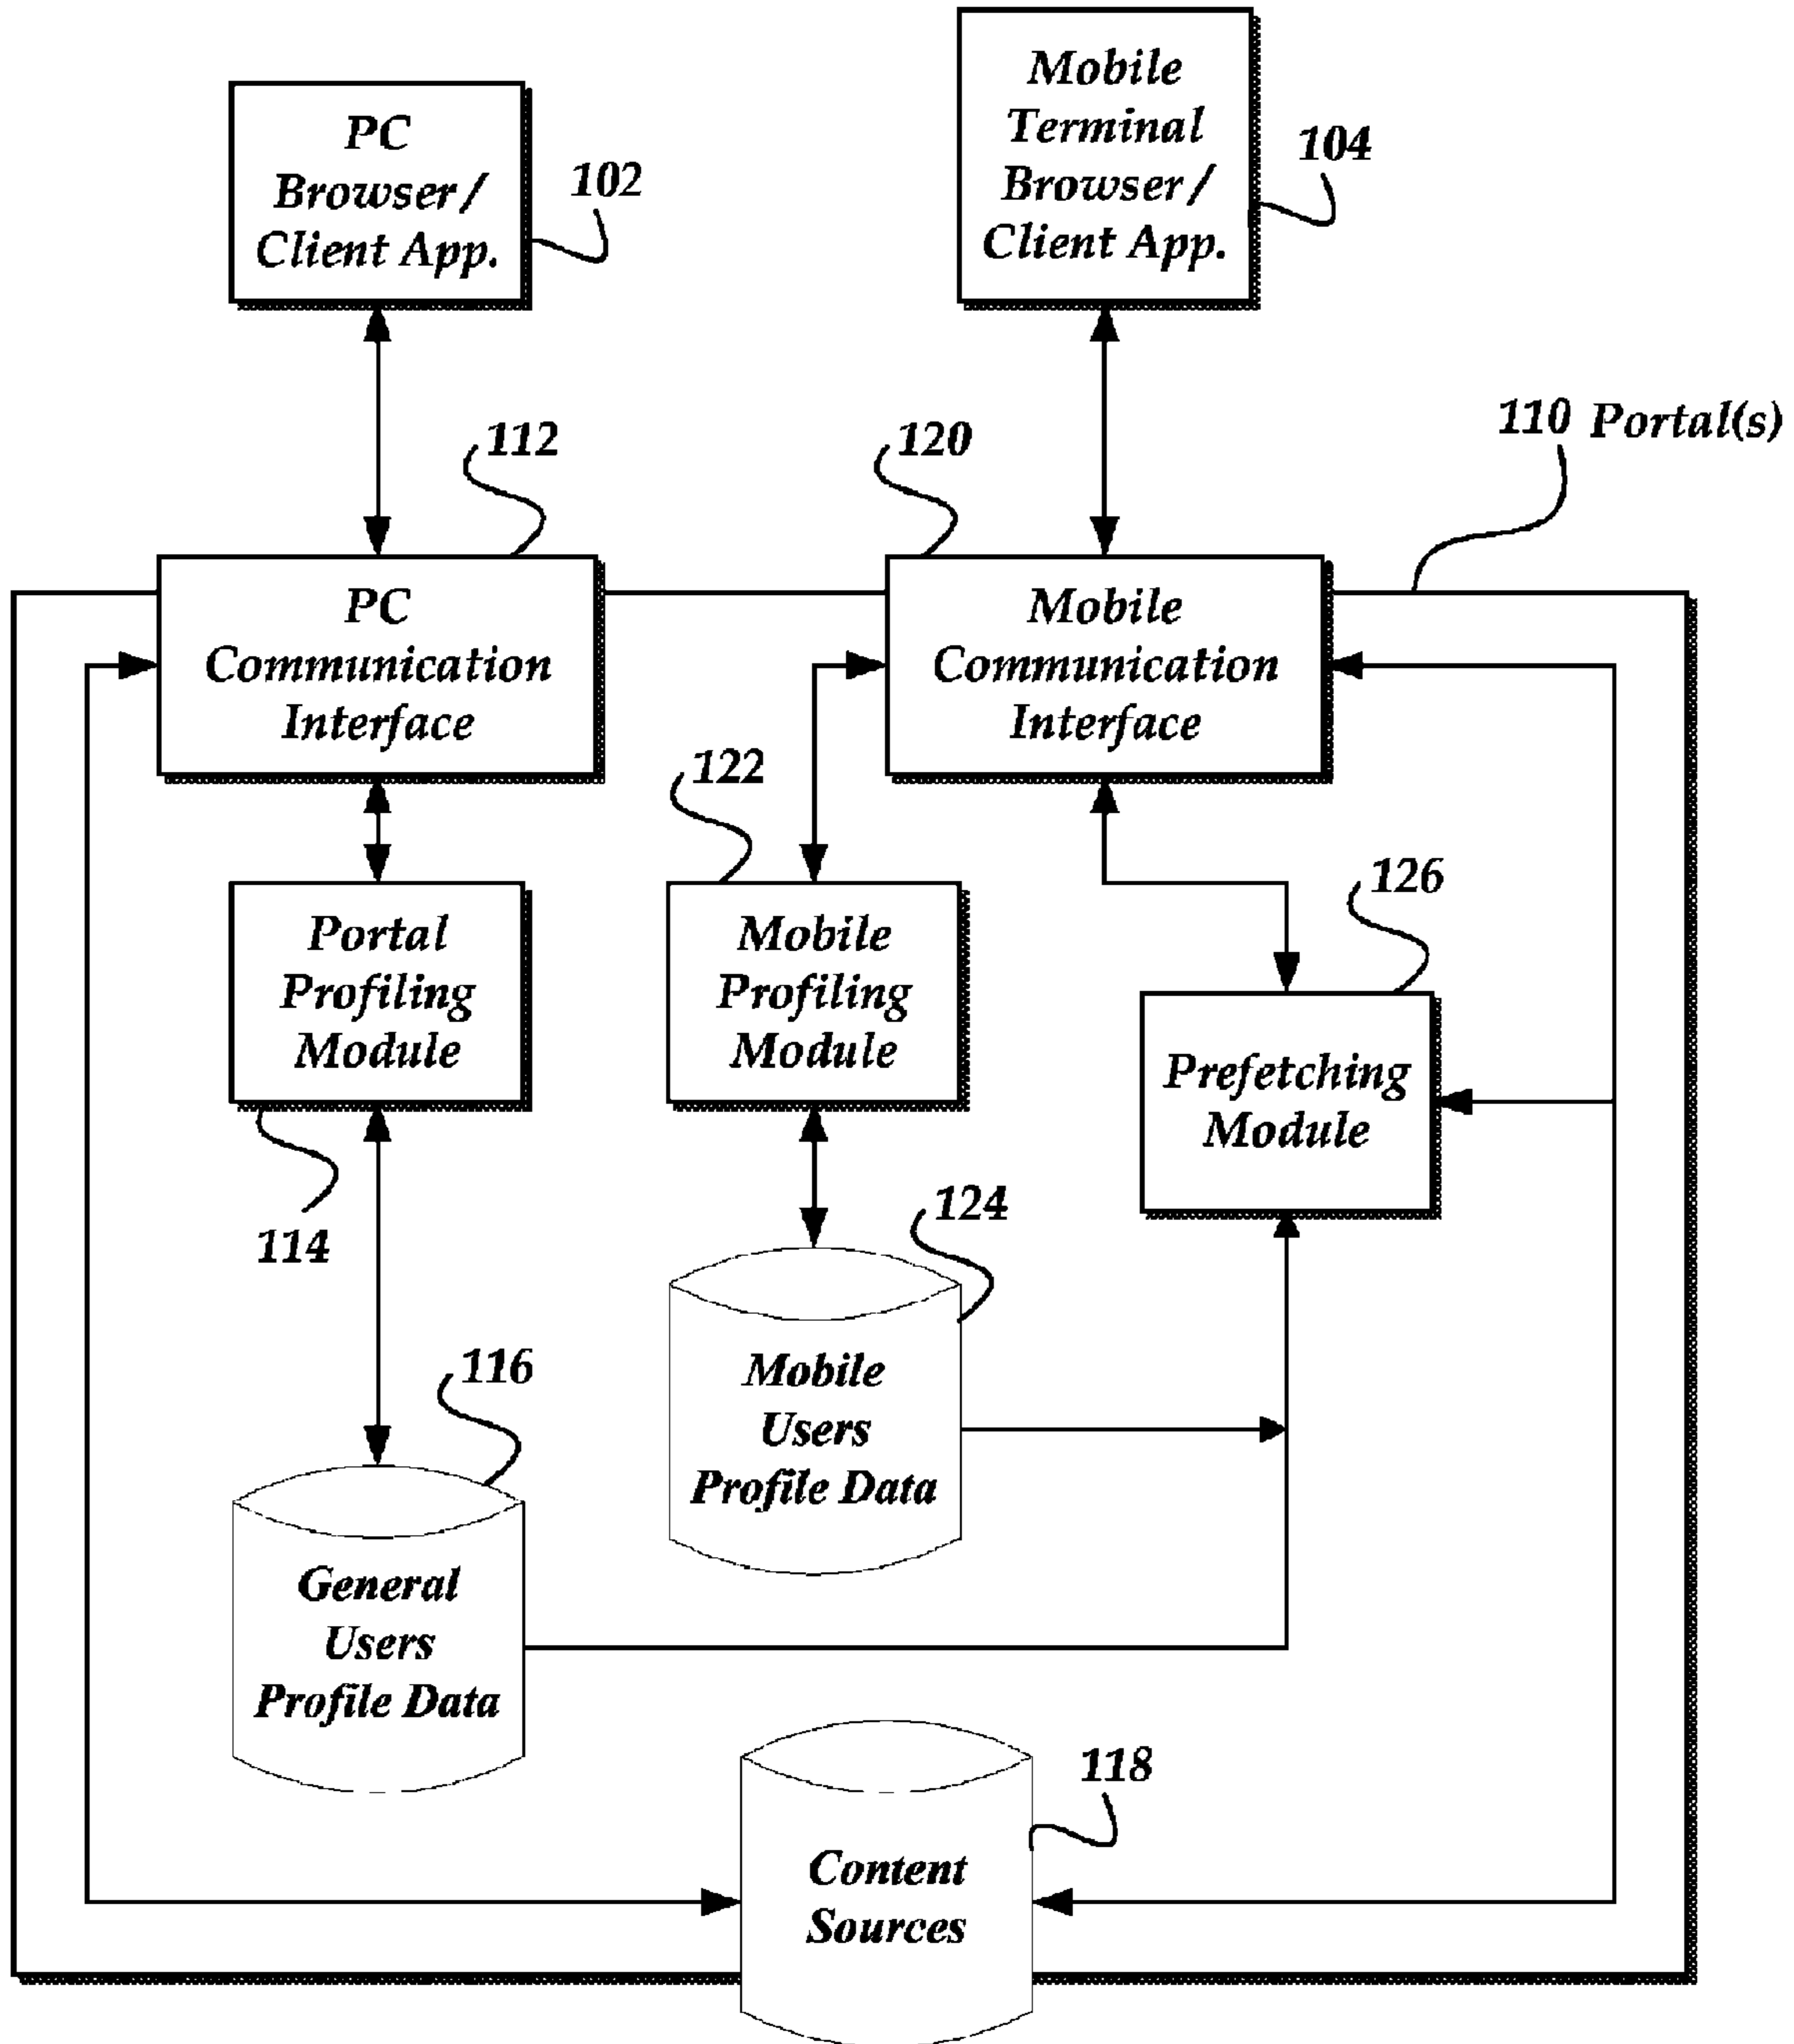 Mobile
Terminal
Browser/
Client App.
104
PC
Browser/
Client App.
102
110 Portal(s)
112
120
PC
Communication
Interface
Mobile
Communication
Interface
122
126
Portal
Profiling
Module
Mobile
Profiling
Module
Prefetching
Module
114
124
116
Mobile
Users
Profile Data
General
Users
Profile Data
118
Content
Sources